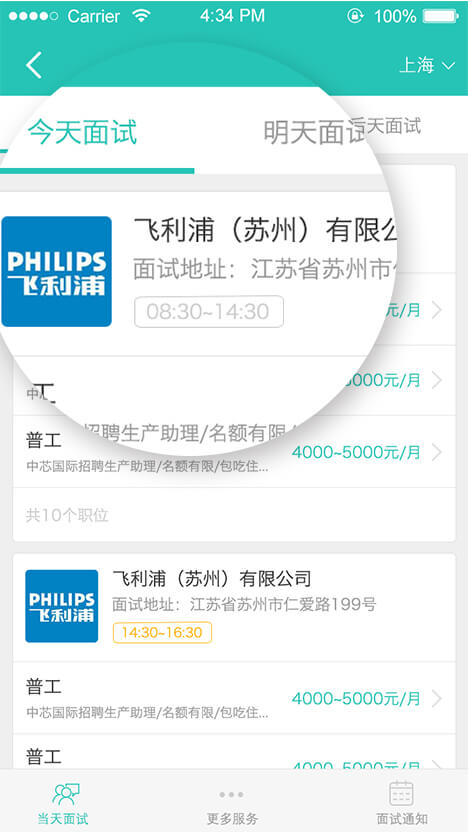 Carrier 4:34 PM 100%
上海
今天面试 明天面试 天面试
PHILIPS
飞利浦
飞利浦（苏州）有限公
面试地址：江苏省苏州市
08:30~14:30
元/月
5000元/月
中芯
招聘生产助理/名额有限/
普工
4000~5000元/月
中芯国际招聘生产助理/名额有限/包吃住...
共10个职位
PHILIPS
飞利浦
飞利浦（苏州）有限公司
面试地址：江苏省苏州市仁爱路199号
14:30~16:30
普工
4000~5000元/月
中芯国际招聘生产助理/名额有限/包吃住...
普工
4000~5000元/月
当天面试 更多服务 面试通知